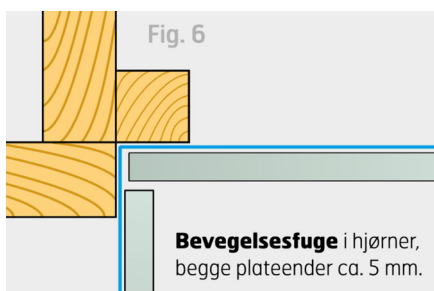 Fig. 6
Bevegelsesfuge i hjørner,
begge plateender ca. 5 mm.